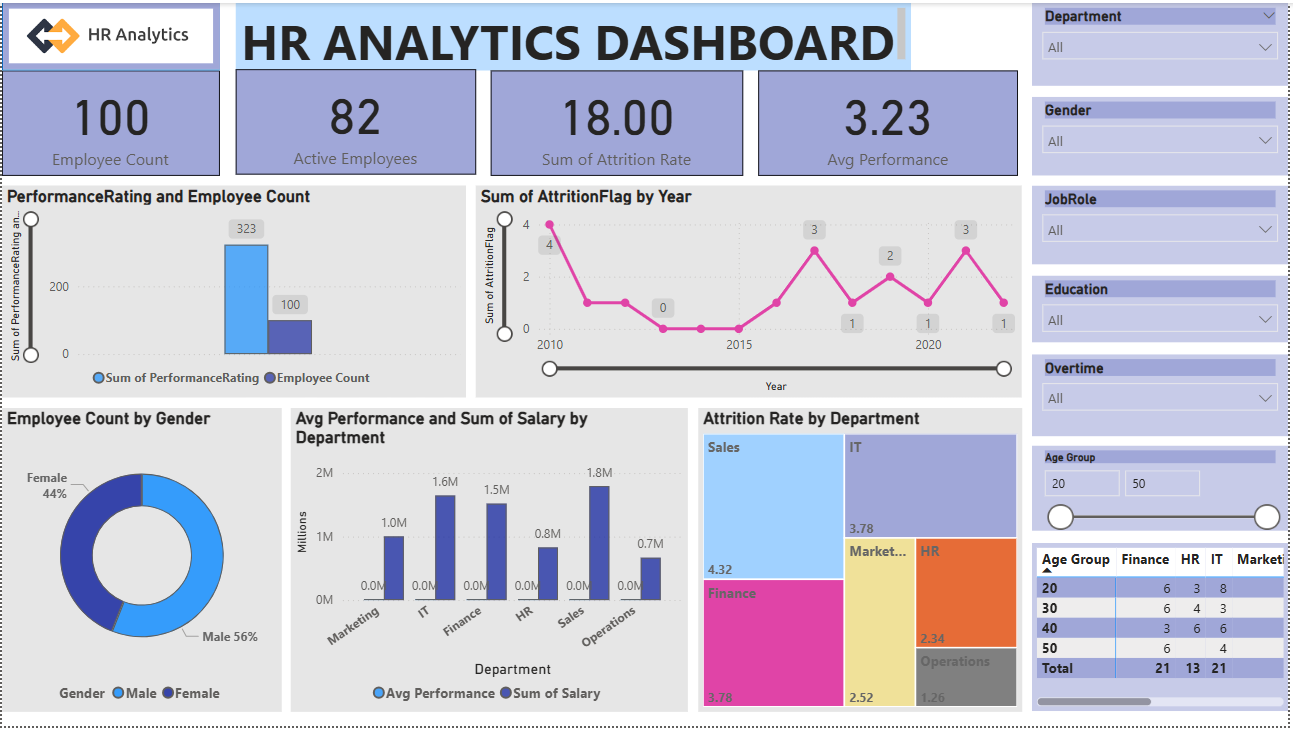 HR Analytics
HR ANALYTICS DASHBOARD
100
Employee Count
82
Active Employees
18.00
Sum of Attrition Rate
3.23
Avg Performance
Department
All
Gender
All
JobRole
All
Education
All
Overtime
All
Age Group
20 50
PerformanceRating and Employee Count
Sum of PerformanceRating an...
200
0
323
100
Sum of PerformanceRating Employee Count
Sum of AttritionFlag by Year
Sum of AttritionFlag
4
2
0
4
0
3
1
2
1
3
1
2010 2015 2020
Year
Employee Count by Gender
Female
44%
Male 56%
Gender Male Female
Avg Performance and Sum of Salary by
Department
Millions
2M
1M
0M
0.0M 1.0M
0.0M 1.6M
0.0M 1.5M
0.0M 0.8M
0.0M 1.8M
0.0M 0.7M
Marketing IT Finance HR Sales Operations
Department
Avg Performance Sum of Salary
Attrition Rate by Department
Sales
4.32
IT
3.78
Finance
3.78
Market...
2.52
HR
2.34
Operations
1.26
Age Group Finance HR IT Marketi
20 6 3 8
30 6 4 3
40 3 6 6
50 6 4
Total 21 13 21